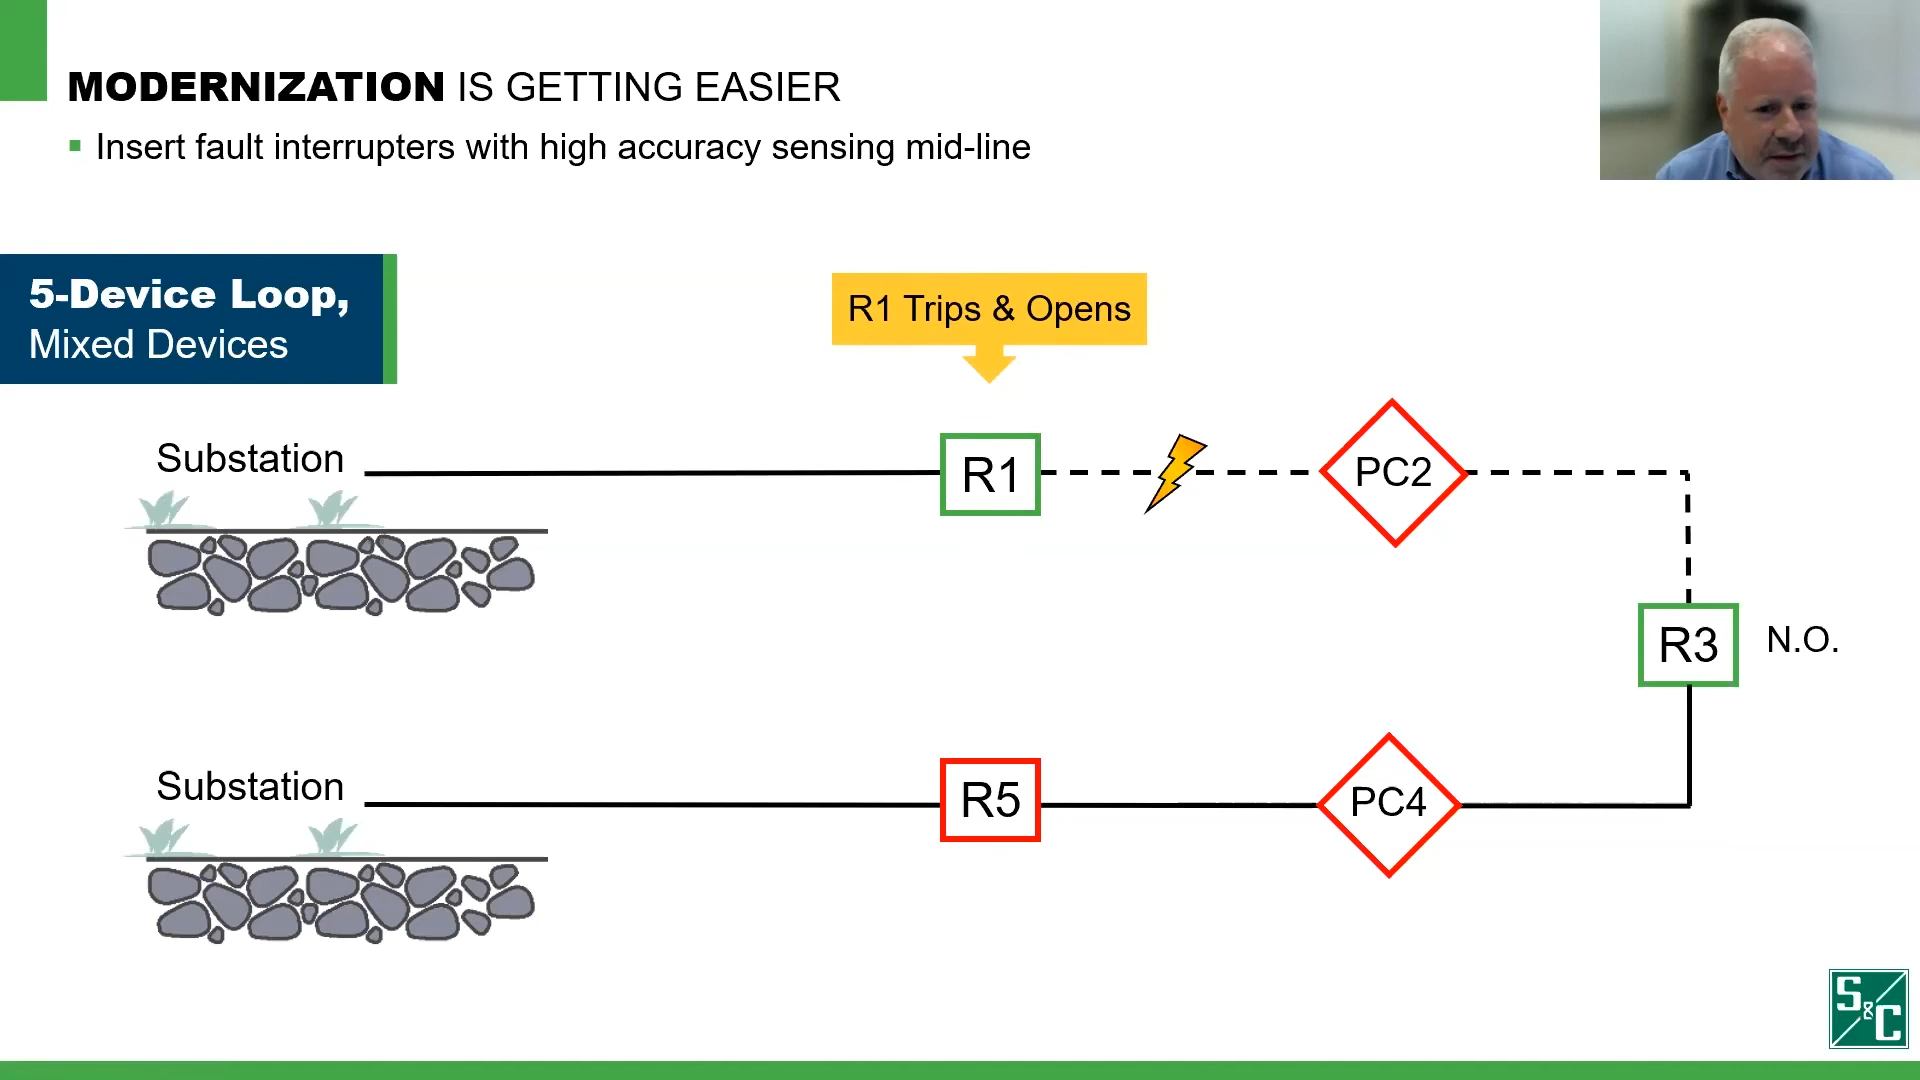 MODERNIZATION IS GETTING EASIER
Insert fault interrupters with high accuracy sensing mid-line
5-Device Loop,
Mixed Devices
R1 Trips & Opens
Substation
R1
PC2
R3
N.O.
Substation
R5
PC4
S&C